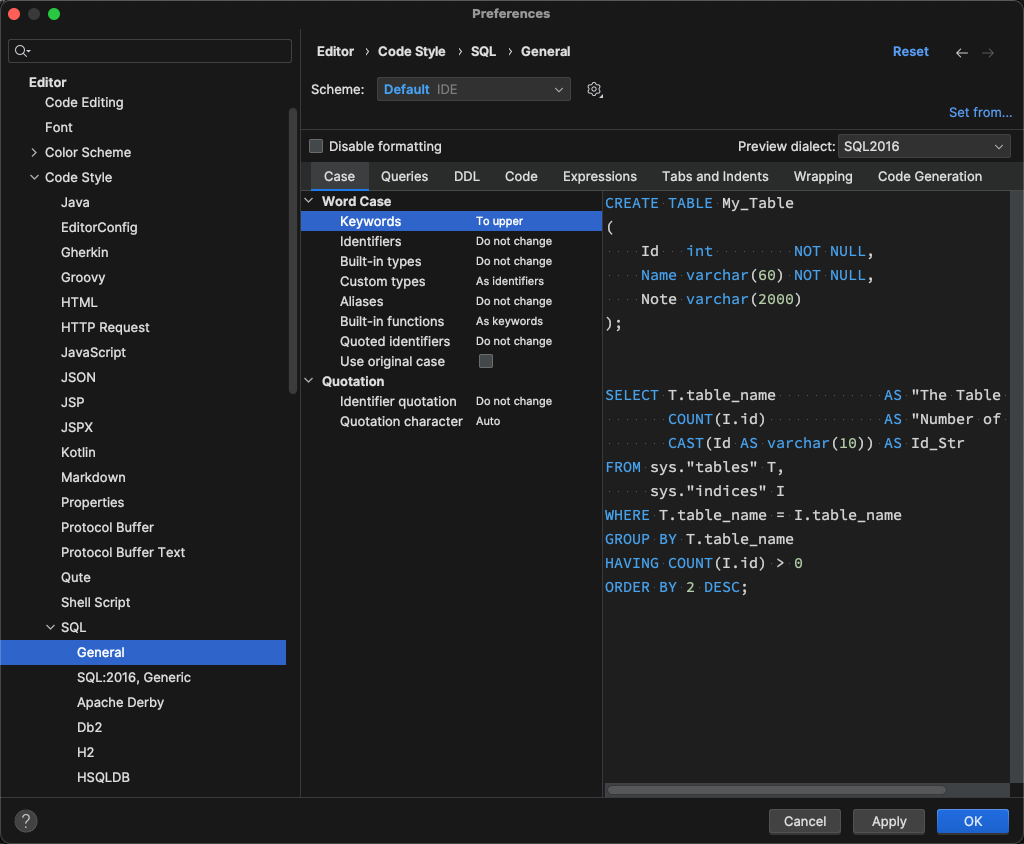 Preferences
Editor
Code Editing
Font
Color Scheme
Code Style
Java
EditorConfig
Gherkin
Groovy
HTML
HTTP Request
JavaScript
JSON
JSP
JSPX
Kotlin
Markdown
Properties
Protocol Buffer
Protocol Buffer Text
Qute
Shell Script
SQL
General
SQL:2016, Generic
Apache Derby
Db2
H2
HSQLDB
Editor › Code Style › SQL › General
Reset
Scheme: Default IDE
Set from...
Disable formatting
Preview dialect: SQL2016
Case Queries DDL Code Expressions Tabs and Indents Wrapping Code Generation
Word Case
Keywords To upper
Identifiers Do not change
Built-in types Do not change
Custom types As identifiers
Aliases Do not change
Built-in functions As keywords
Quoted identifiers Do not change
Use original case
Quotation
Identifier quotation Do not change
Quotation character Auto
CREATE TABLE My_Table
(
Id int NOT NULL,
Name varchar(60) NOT NULL,
Note varchar(2000)
);
SELECT T.table_name AS "The Table
COUNT(I.id) AS "Number of
CAST(Id AS varchar(10)) AS Id_Str
FROM sys."tables" T,
sys."indices" I
WHERE T.table_name = I.table_name
GROUP BY T.table_name
HAVING COUNT(I.id) > 0
ORDER BY 2 DESC;
?
Cancel
Apply
OK